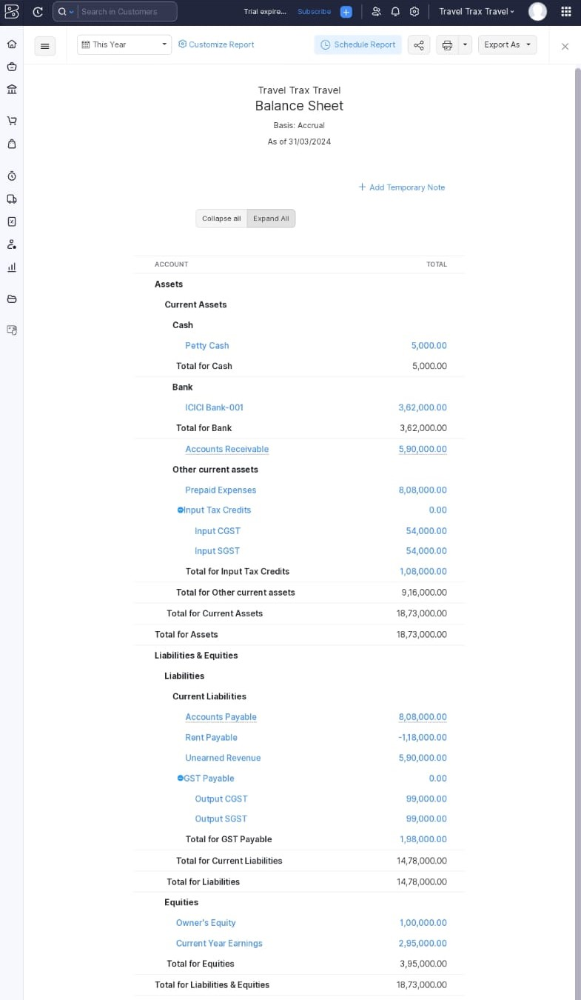 Search in Customers
Trial expire... Subscribe
Travel Trax Travel
This Year
Customize Report
Schedule Report
Export As
Travel Trax Travel
Balance Sheet
Basis: Accrual
As of 31/03/2024
+ Add Temporary Note
Collapse all Expand All
ACCOUNT TOTAL
Assets
Current Assets
Cash
Petty Cash 5,000.00
Total for Cash 5,000.00
Bank
ICICI Bank-001 3,62,000.00
Total for Bank 3,62,000.00
Accounts Receivable 5,90,000.00
Other current assets
Prepaid Expenses 8,08,000.00
Input Tax Credits 0.00
Input CGST 54,000.00
Input SGST 54,000.00
Total for Input Tax Credits 1,08,000.00
Total for Other current assets 9,16,000.00
Total for Current Assets 18,73,000.00
Total for Assets 18,73,000.00
Liabilities & Equities
Liabilities
Current Liabilities
Accounts Payable 8,08,000.00
Rent Payable -1,18,000.00
Unearned Revenue 5,90,000.00
GST Payable 0.00
Output CGST 99,000.00
Output SGST 99,000.00
Total for GST Payable 1,98,000.00
Total for Current Liabilities 14,78,000.00
Total for Liabilities 14,78,000.00
Equities
Owner's Equity 1,00,000.00
Current Year Earnings 2,95,000.00
Total for Equities 3,95,000.00
Total for Liabilities & Equities 18,73,000.00